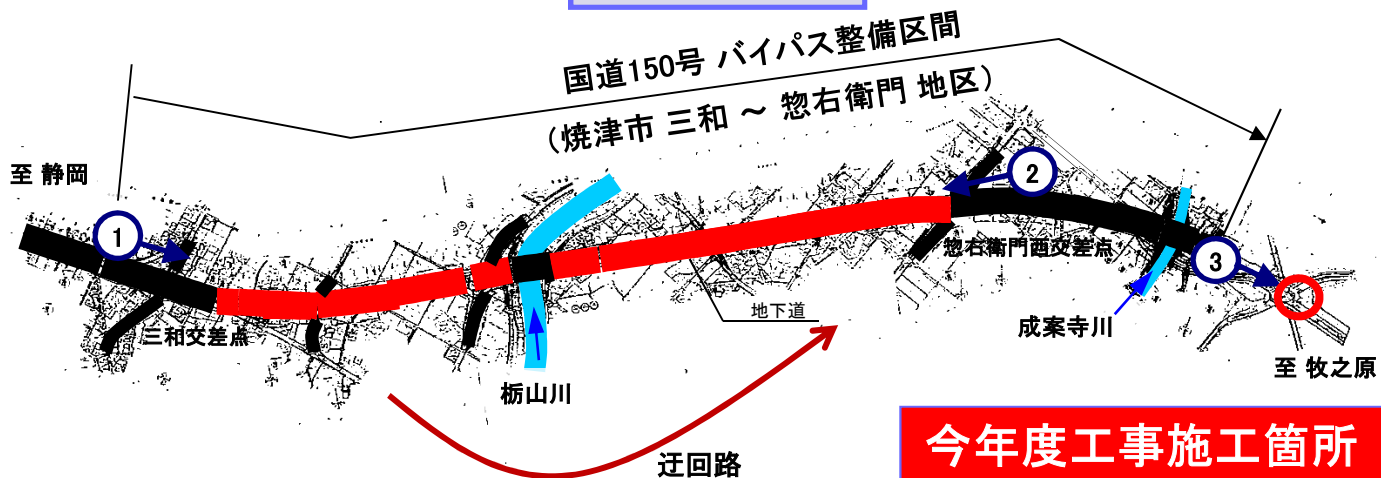 国道150号 バイパス整備区間
(焼津市 三和 ～ 惣右衛門 地区)
至 静岡
1
2
惣右衛門西交差点
3
三和交差点
地下道
成案寺川
至 牧之原
栃山川
迂回路
今年度工事施工箇所